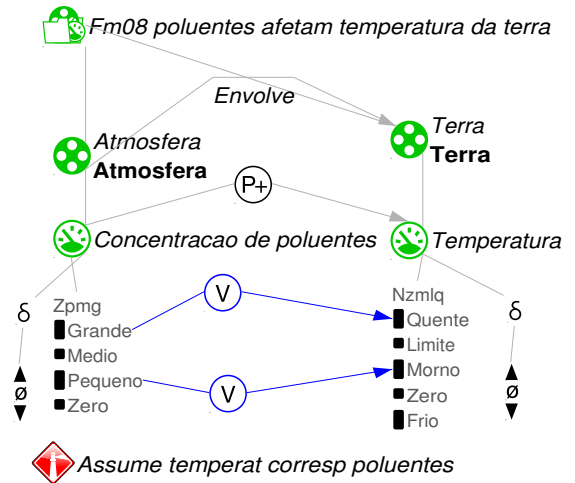 Fm08 poluentes afetam temperatura da terra
Envolve
Atmosfera
Atmosfera
Terra
Terra
P+
Concentracao de poluentes
Temperatura
δ
Zpmg
Grande
Medio
Pequeno
Zero
ø
V
V
Nzmlq
Quente
Limite
Morno
Zero
Frio
δ
ø
Assume temperat corresp poluentes